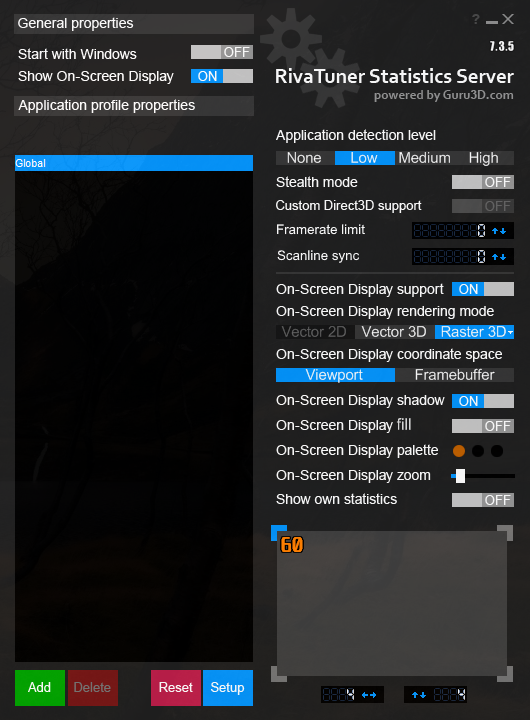 General properties
Start with Windows OFF
Show On-Screen Display ON
Application profile properties
Global
Add Delete Reset Setup
?
7.3.5
RivaTuner Statistics Server
powered by Guru3D.com
Application detection level
None Low Medium High
Stealth mode OFF
Custom Direct3D support OFF
Framerate limit 0
Scanline sync 0
On-Screen Display support ON
On-Screen Display rendering mode
Vector 2D Vector 3D Raster 3D
On-Screen Display coordinate space
Viewport Framebuffer
On-Screen Display shadow ON
On-Screen Display fill OFF
On-Screen Display palette
On-Screen Display zoom
Show own statistics OFF
60
4 4